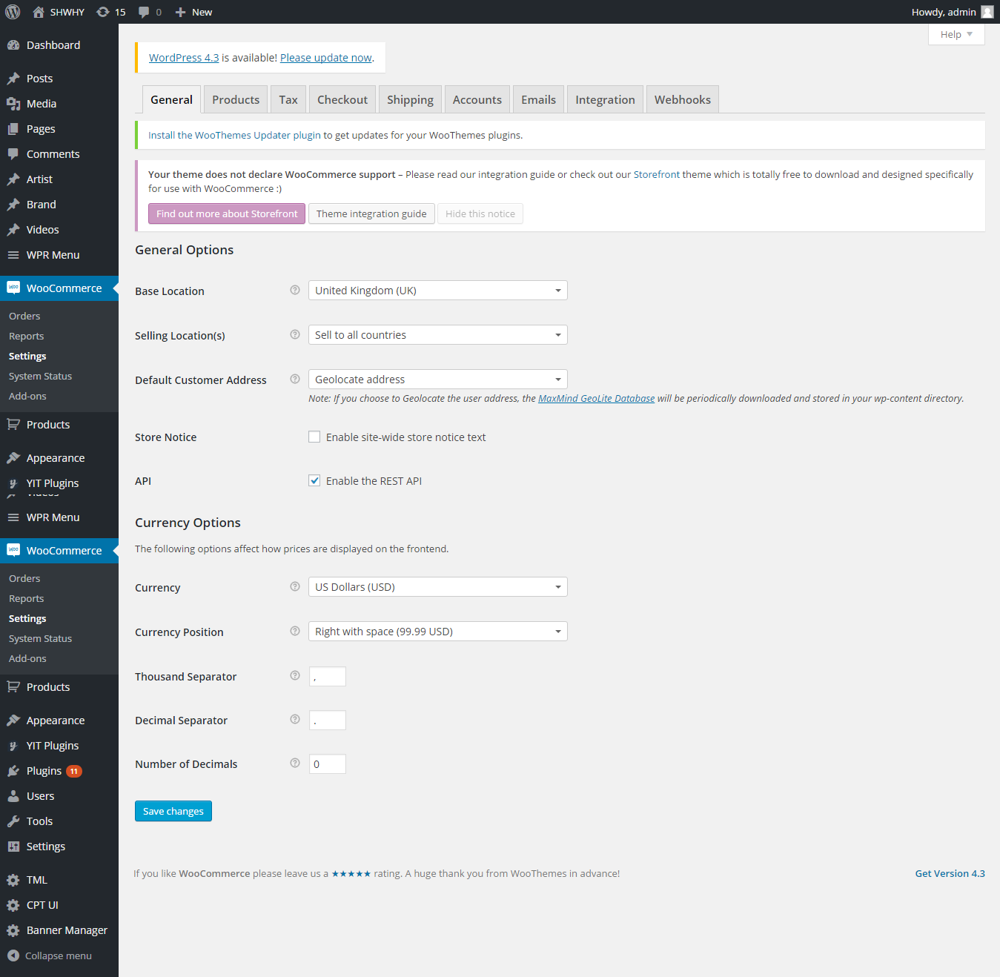 SHWHY 15 0 New Howdy, admin
Help
Dashboard
Posts
Media
Pages
Comments
Artist
Brand
Videos
WPR Menu
WooCommerce
Orders
Reports
Settings
System Status
Add-ons
Products
Appearance
YIT Plugins
Videos
WPR Menu
WooCommerce
Orders
Reports
Settings
System Status
Add-ons
Products
Appearance
YIT Plugins
Plugins 11
Users
Tools
Settings
TML
CPT UI
Banner Manager
Collapse menu
WordPress 4.3 is available! Please update now.
General Products Tax Checkout Shipping Accounts Emails Integration Webhooks
Install the WooThemes Updater plugin to get updates for your WooThemes plugins.
Your theme does not declare WooCommerce support – Please read our integration guide or check out our Storefront theme which is totally free to download and designed specifically
for use with WooCommerce :)
Find out more about Storefront Theme integration guide Hide this notice
General Options
Base Location ? United Kingdom (UK)
Selling Location(s) ? Sell to all countries
Default Customer Address ? Geolocate address
Note: If you choose to Geolocate the user address, the MaxMind GeoLite Database will be periodically downloaded and stored in your wp-content directory.
Store Notice Enable site-wide store notice text
API Enable the REST API
Currency Options
The following options affect how prices are displayed on the frontend.
Currency ? US Dollars (USD)
Currency Position ? Right with space (99.99 USD)
Thousand Separator ? ,
Decimal Separator ? .
Number of Decimals ? 0
Save changes
If you like WooCommerce please leave us a ★★★★★ rating. A huge thank you from WooThemes in advance! Get Version 4.3